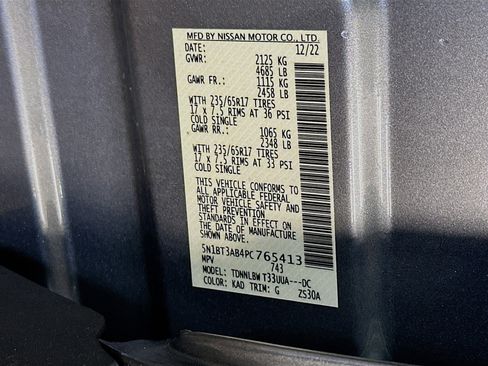 MFD BY NISSAN MOTOR CO., LTD.
DATE: 12/22
GVWR: 2125 KG
4685 LB
GAWR FR.: 1115 KG
2458 LB
WITH 235/65R17 TIRES
17 x 7.5 RIMS AT 36 PSI
COLD SINGLE
GAWR RR.: 1065 KG
2348 LB
WITH 235/65R17 TIRES
17 x 7.5 RIMS AT 33 PSI
COLD SINGLE
THIS VEHICLE CONFORMS TO
ALL APPLICABLE FEDERAL
MOTOR VEHICLE SAFETY AND
THEFT PREVENTION
STANDARDS IN EFFECT ON
THE DATE OF MANUFACTURE
SHOWN ABOVE.
5N1BT3AB4PC765413
MPV 743
MODEL: TDNNLBW T33UUA---DC
COLOR: KAD TRIM: G ZS30A